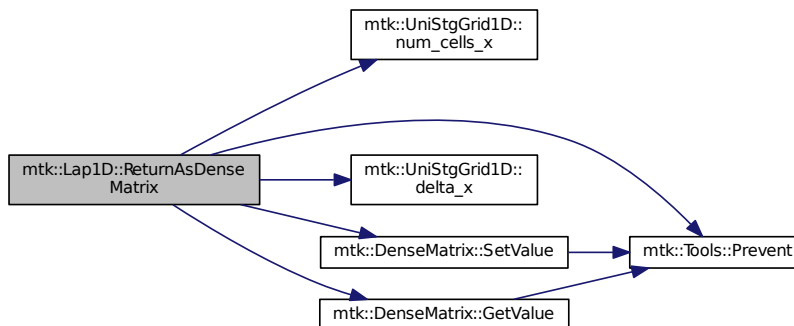 mtk::UniStgGrid1D::
num_cells_x
mtk::Lap1D::ReturnAsDense
Matrix
mtk::UniStgGrid1D::
delta_x
mtk::DenseMatrix::SetValue
mtk::Tools::Prevent
mtk::DenseMatrix::GetValue